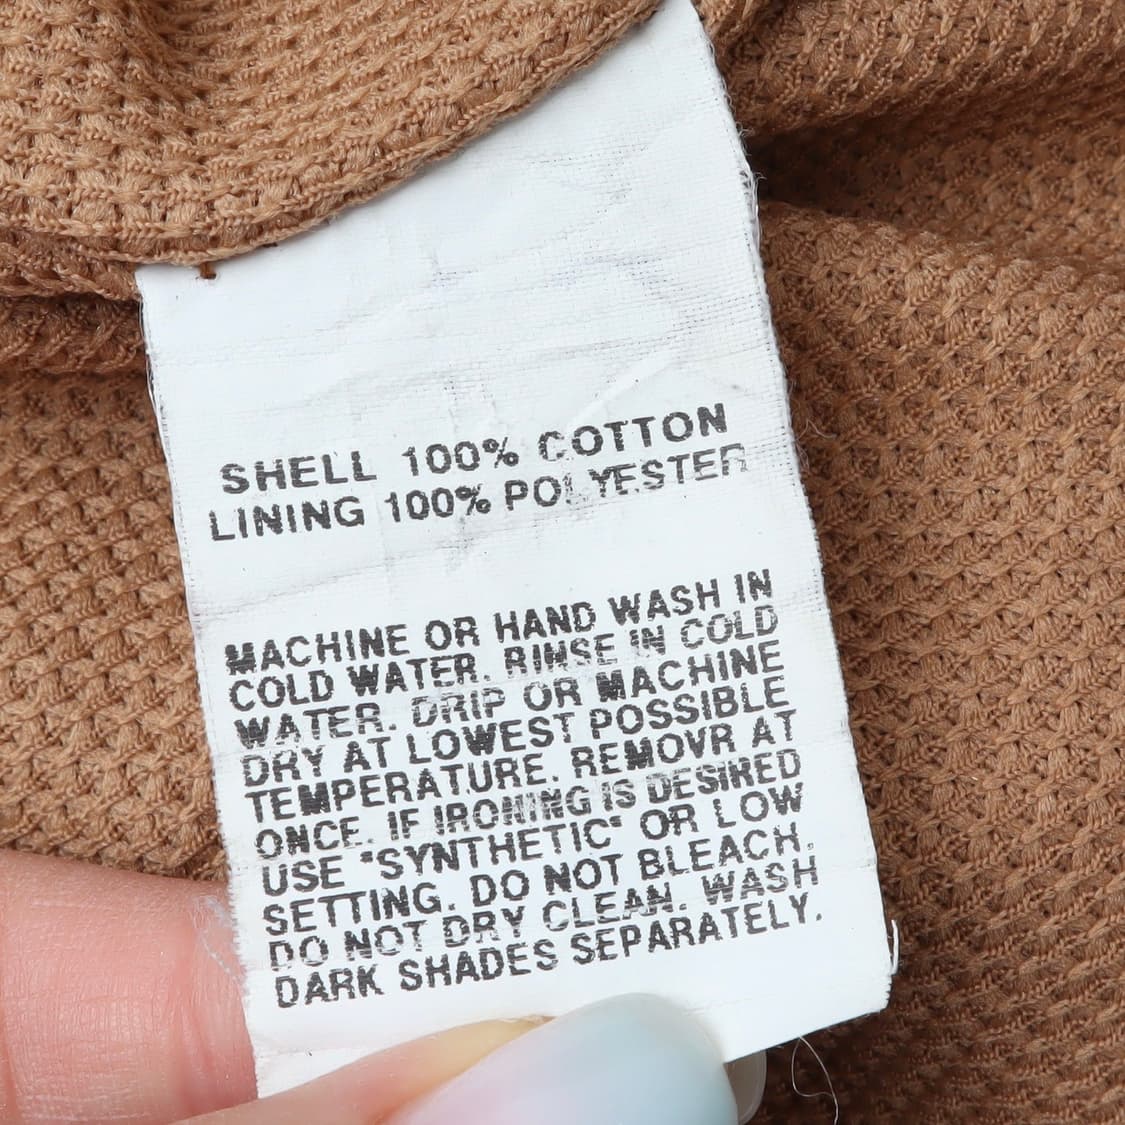 SHELL 100% COTTON
LINING 100% POLYESTER
MACHINE OR HAND WASH IN
COLD WATER. RINSE IN COLD
WATER. DRIP OR MACHINE
DRY AT LOWEST POSSIBLE
TEMPERATURE. REMOVR AT
ONCE. IF IRONING IS DESIRED
USE "SYNTHETIC" OR LOW
SETTING. DO NOT BLEACH.
DO NOT DRY CLEAN. WASH
DARK SHADES SEPARATELY.